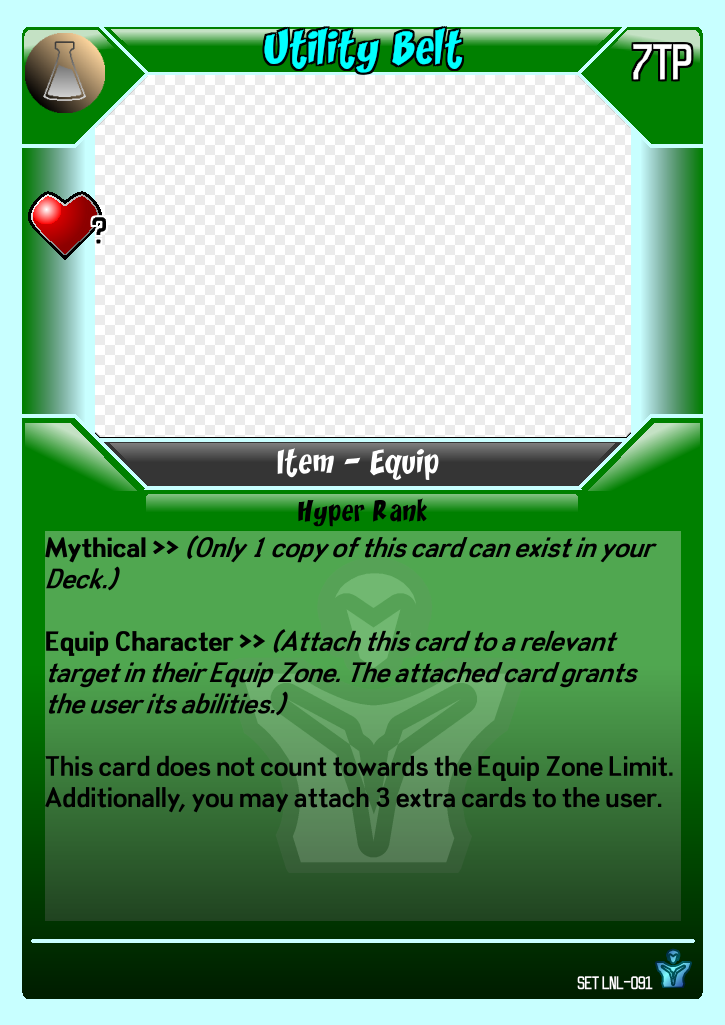 Utility Belt
7TP
?
Item - Equip
Hyper Rank
Mythical >> (Only 1 copy of this card can exist in your
Deck.)
Equip Character >> (Attach this card to a relevant
target in their Equip Zone. The attached card grants
the user its abilities.)
This card does not count towards the Equip Zone Limit.
Additionally, you may attach 3 extra cards to the user.
SET LNL-091